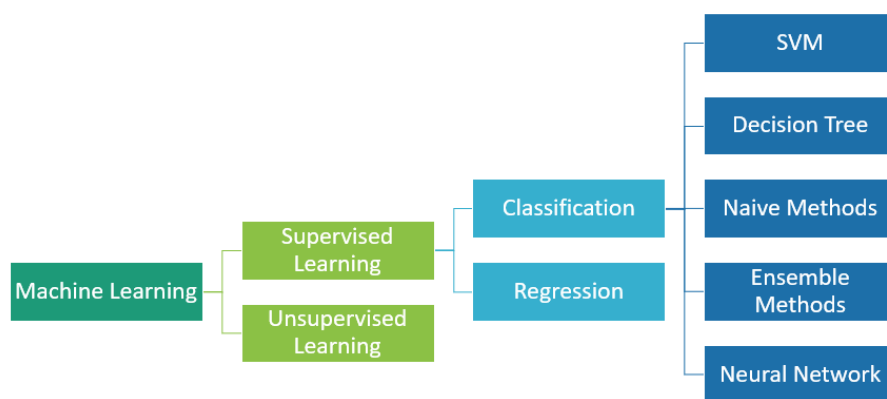 Machine Learning
Supervised
Learning
Unsupervised
Learning
Classification
Regression
SVM
Decision Tree
Naive Methods
Ensemble
Methods
Neural Network